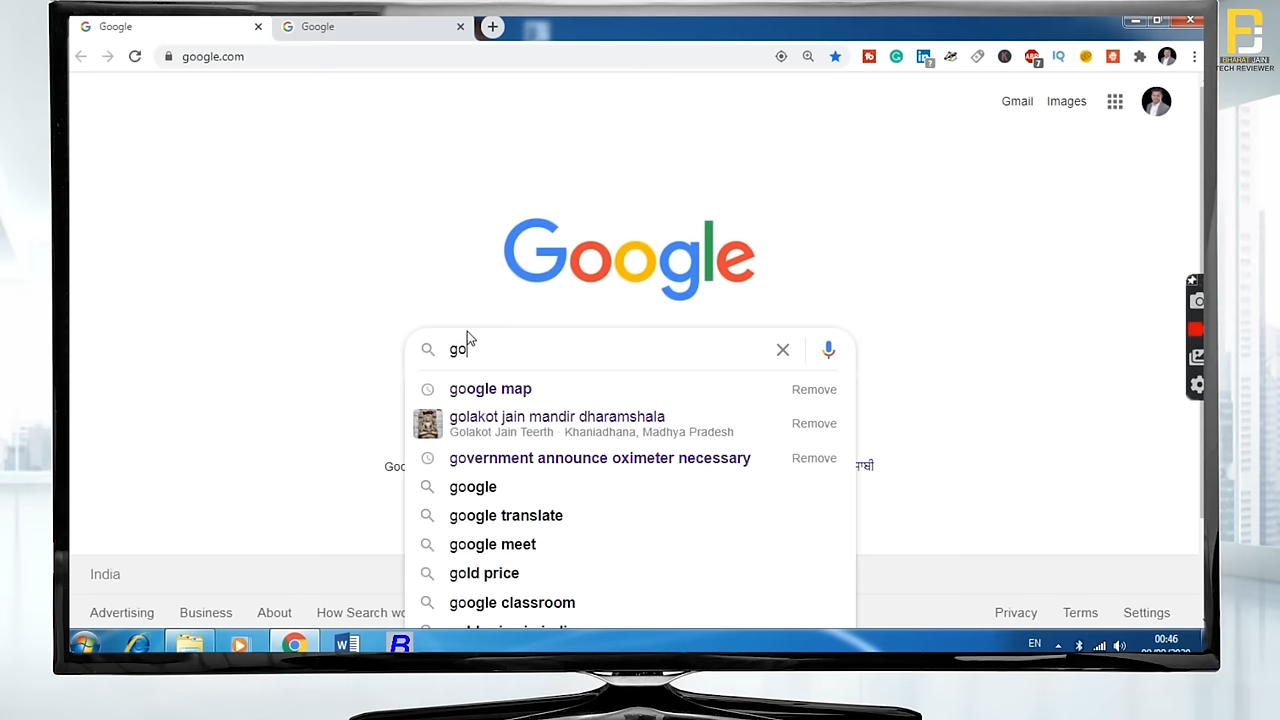 Google
Google
BHARAT JAIN
TECH REVIEWER
google.com
Gmail
Images
Google
go
google map
Remove
golakot jain mandir dharamshala
Golakot Jain Teerth · Khaniadhana, Madhya Pradesh
Remove
government announce oximeter necessary
Remove
google
google translate
google meet
gold price
google classroom
India
Advertising
Business
About
How Search wo
Privacy
Terms
Settings
EN
00:46